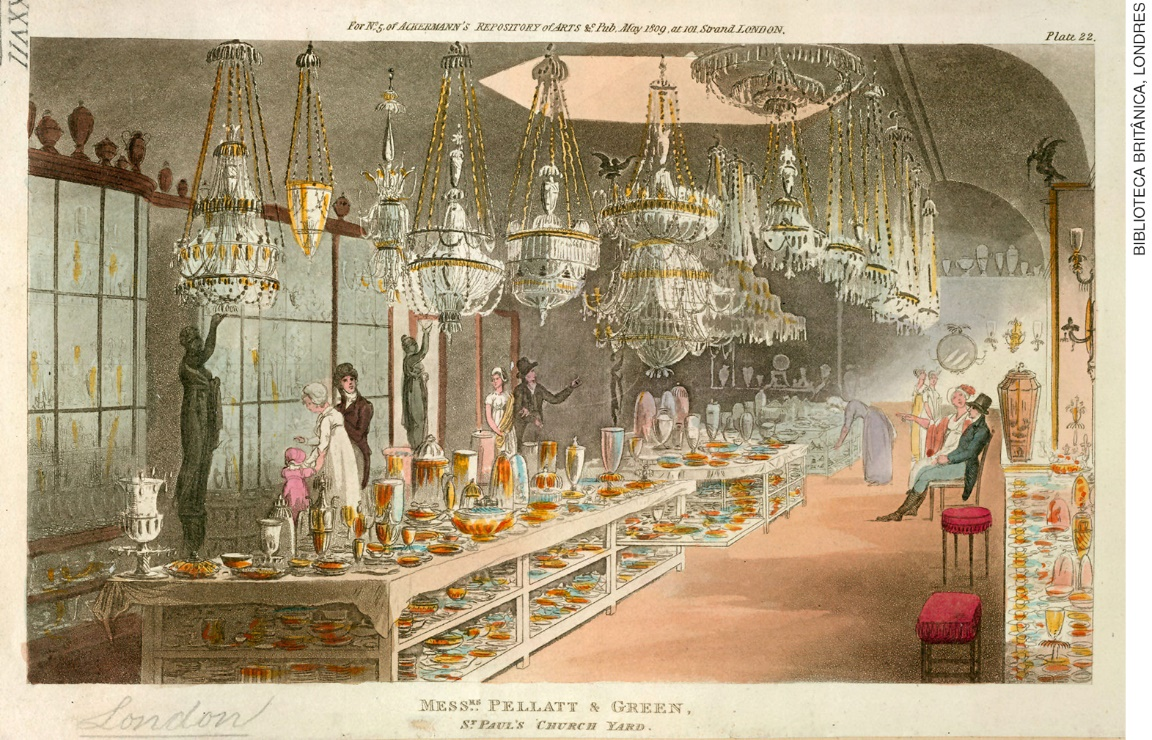 XXVII
For No. 5. of ACKERMANN'S REPOSITORY of ARTS &c Pub. May 1809, at 101 Strand LONDON.
Plate 22.
MESSRS PELLATT & GREEN,
ST PAUL'S CHURCH YARD.
London
BIBLIOTECA BRITÂNICA, LONDRES